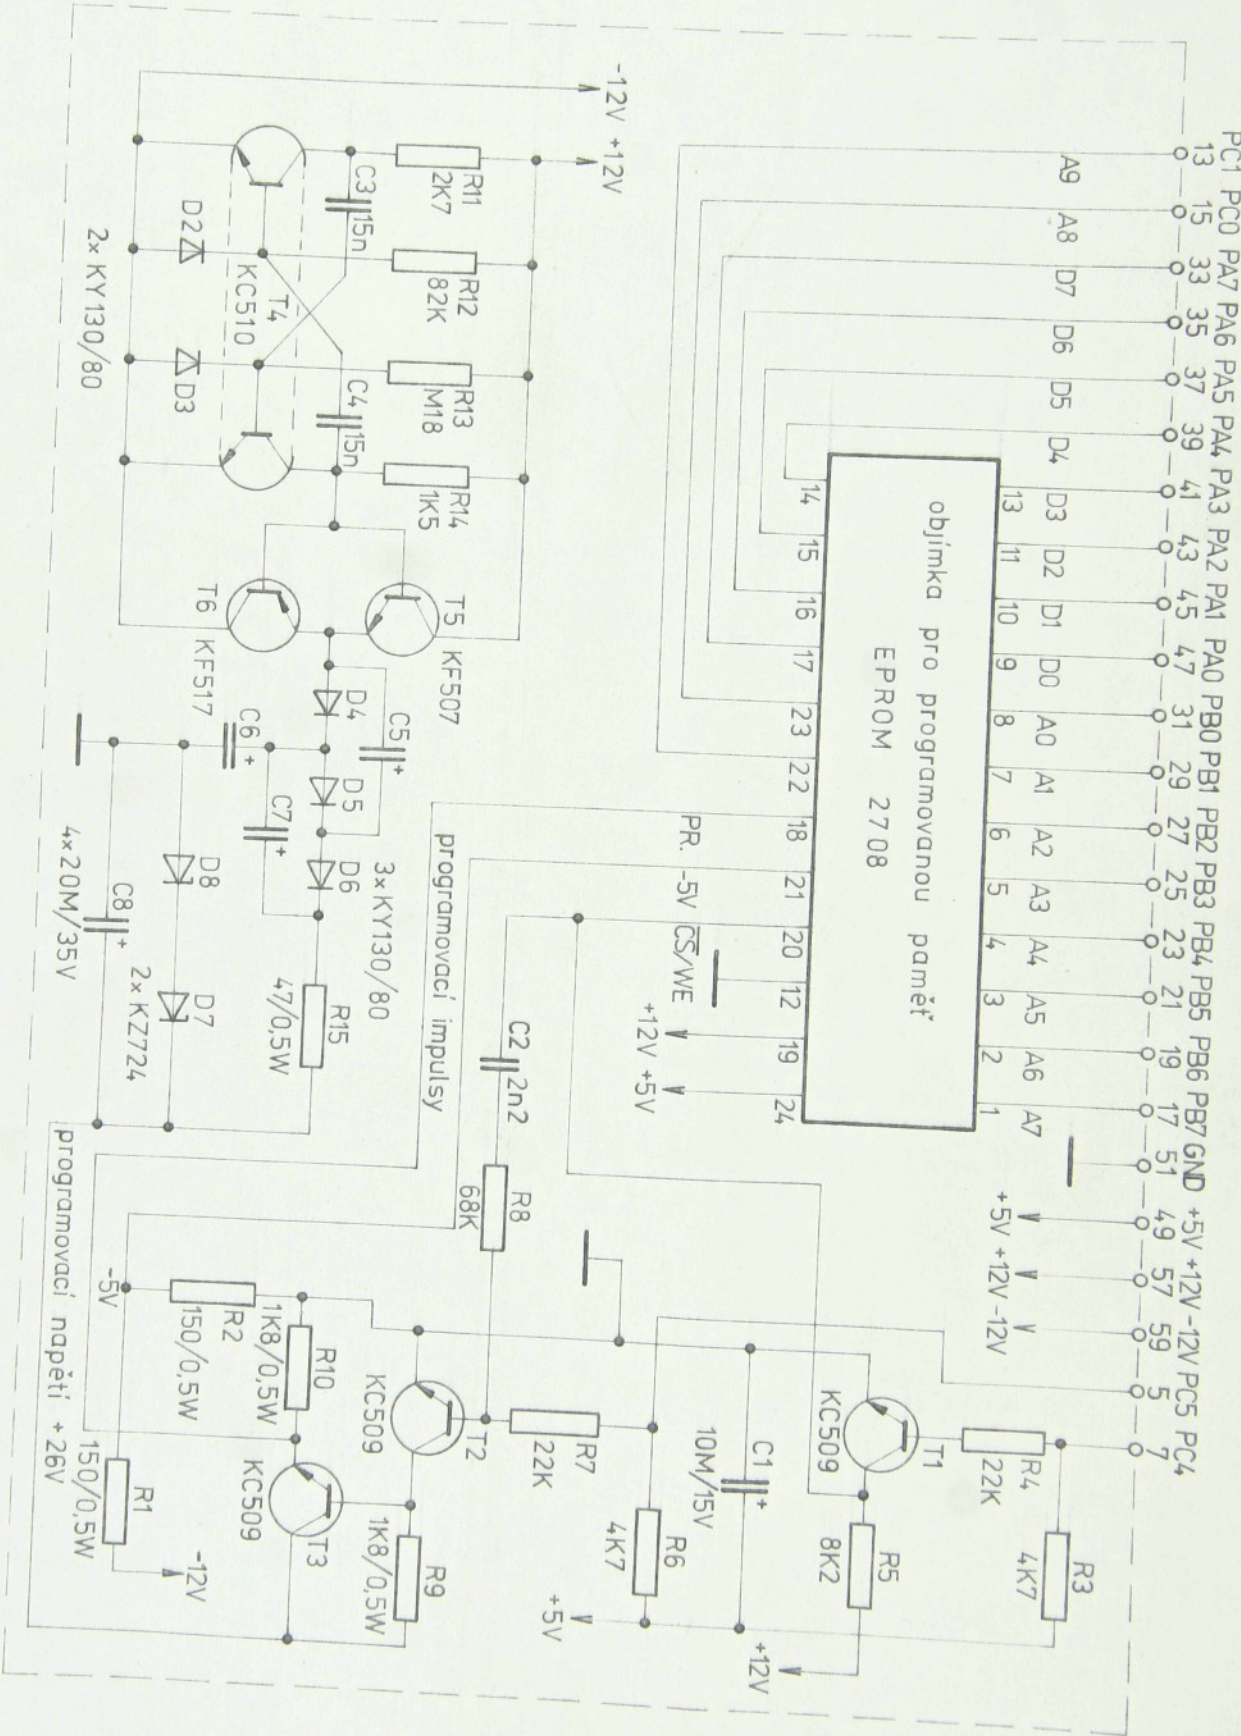 PC1 PC0 PA7 PA6 PA5 PA4 PA3 PA2 PA1 PA0 PB0 PB1 PB2 PB3 PB4 PB5 PB6 PB7 GND +5V +12V -12V PC5 PC4
13 15 33 35 37 39 41 43 45 47 31 29 27 25 23 21 19 17 51 49 57 59 5 7
A9 A8 D7 D6 D5 D4 D3 D2 D1 D0 A0 A1 A2 A3 A4 A5 A6 A7
+5V +12V -12V
13 11 10 9 8 7 6 5 4 3 2 1
objímka pro programovanou paměť
EPROM 2708
14 15 16 17 23 22 18 21 20 12 19 24
PR. -5V CS/WE
+12V +5V
R3
4K7
R4
22K
T1
KC509
R5
8K2
+12V
C1
10M/15V
R6
4K7
+5V
R7
22K
T2
KC509
R8
68K
C2 2n2
R9
1K8/0,5W
T3
KC509
R10
1K8/0,5W
R2
150/0,5W
-5V
R1
150/0,5W
-12V
programovací impulsy
programovací napětí +26V
-12V +12V
R11
2K7
R12
82K
R13
M18
R14
1K5
C3 15n
C4 15n
T4
KC510
D2
D3
2x KY130/80
T5
KF507
T6
KF517
D4
D5
D6
3xKY130/80
C5 +
C6 +
C7 +
C8 +
4x20M/35V
R15
47/0,5W
D8
D7
2xKZ724